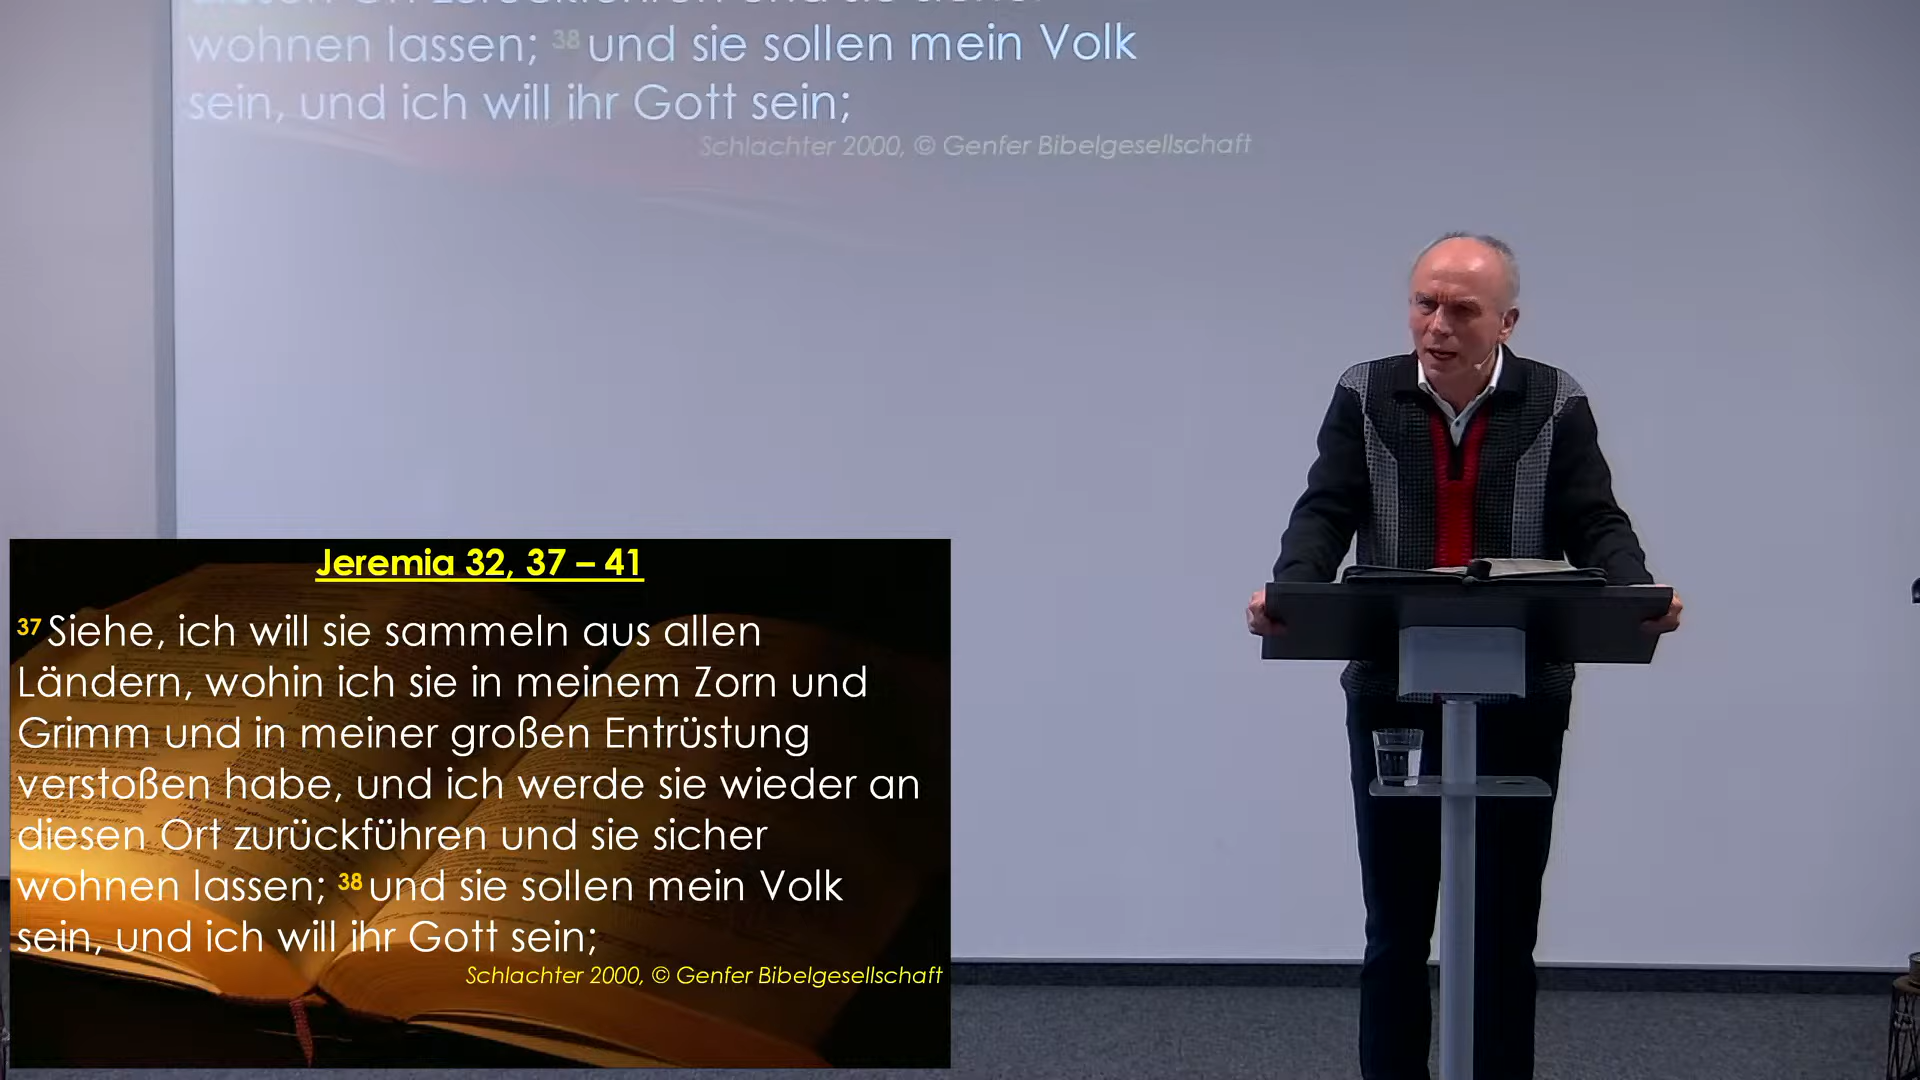 wohnen lassen; 38 und sie sollen mein Volk
sein, und ich will ihr Gott sein;
Schlachter 2000, © Genfer Bibelgesellschaft
Jeremia 32, 37 – 41
37 Siehe, ich will sie sammeln aus allen
Ländern, wohin ich sie in meinem Zorn und
Grimm und in meiner großen Entrüstung
verstoßen habe, und ich werde sie wieder an
diesen Ort zurückführen und sie sicher
wohnen lassen; 38 und sie sollen mein Volk
sein, und ich will ihr Gott sein;
Schlachter 2000, © Genfer Bibelgesellschaft